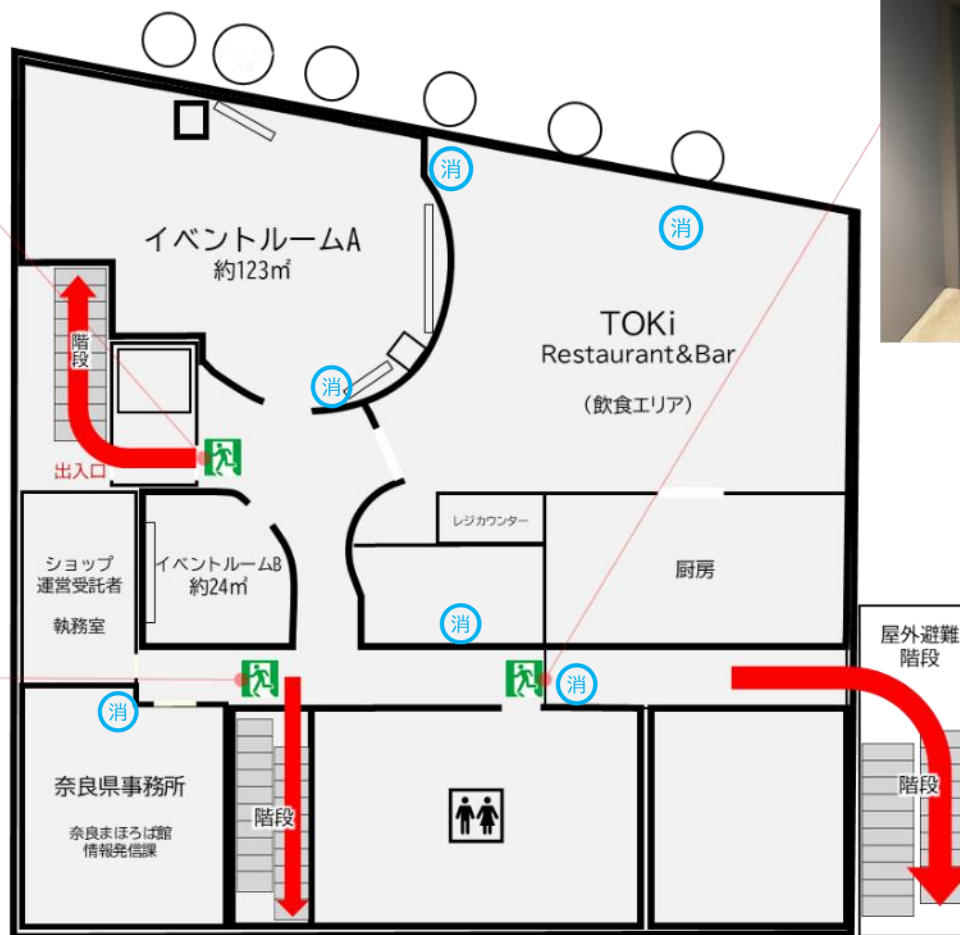 消
消
イベントルームA
約123㎡
TOKi
Restaurant&Bar
(飲食エリア)
階段
消
出入口
レジカウンター
ショップ
運営受託者
執務室
イベントルームB
約24㎡
厨房
消
屋外避難
階段
消
消
奈良県事務所
奈良まほろば館
情報発信課
階段
階段